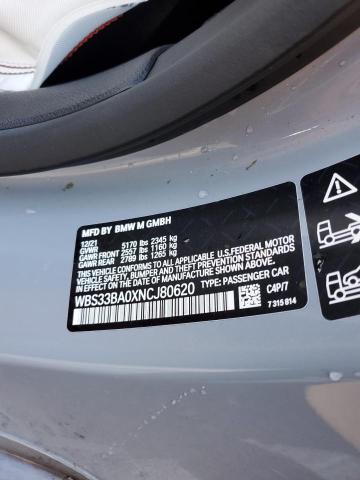 MFD BY BMW M GMBH
12/21
GVWR 5170 lbs 2345 kg
GAWR FRONT 2557 lbs 1160 kg
GAWR REAR 2789 lbs 1265 kg
THIS VEHICLE CONFORMS TO ALL APPLICABLE U.S.FEDERAL MOTOR
VEHICLE SAFETY, BUMPER, AND THEFT PREVENTION STANDARDS
IN EFFECT ON THE DATE OF MANUFACTURE SHOWN ABOVE.
WBS33BA0XNCJ80620 TYPE: PASSENGER CAR
C4P/7
7 315 814